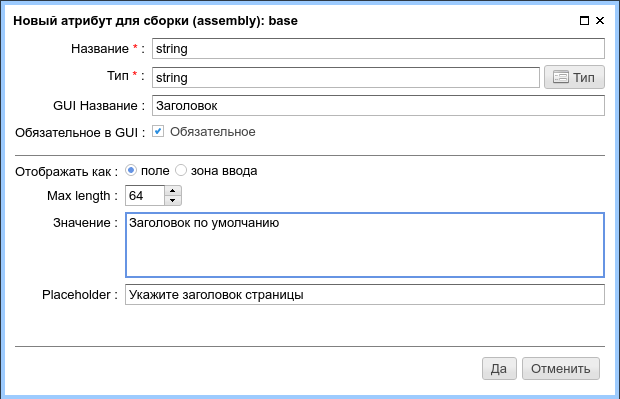 Новый атрибут для сборки (assembly): base
Название * : string
Тип * : string Тип
GUI Название : Заголовок
Обязательное в GUI : Обязательное
Отображать как : поле зона ввода
Max length : 64
Значение : Заголовок по умолчанию
Placeholder : Укажите заголовок страницы
Да Отменить